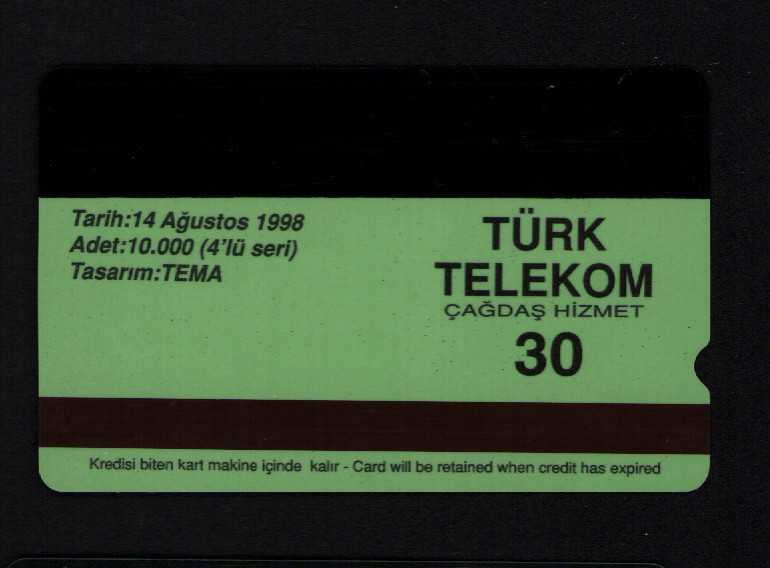 Tarih:14 Ağustos 1998
Adet:10.000 (4'lü seri)
Tasarım:TEMA
TÜRK
TELEKOM
ÇAĞDAŞ HİZMET
30
Kredisi biten kart makine içinde kalır - Card will be retained when credit has expired